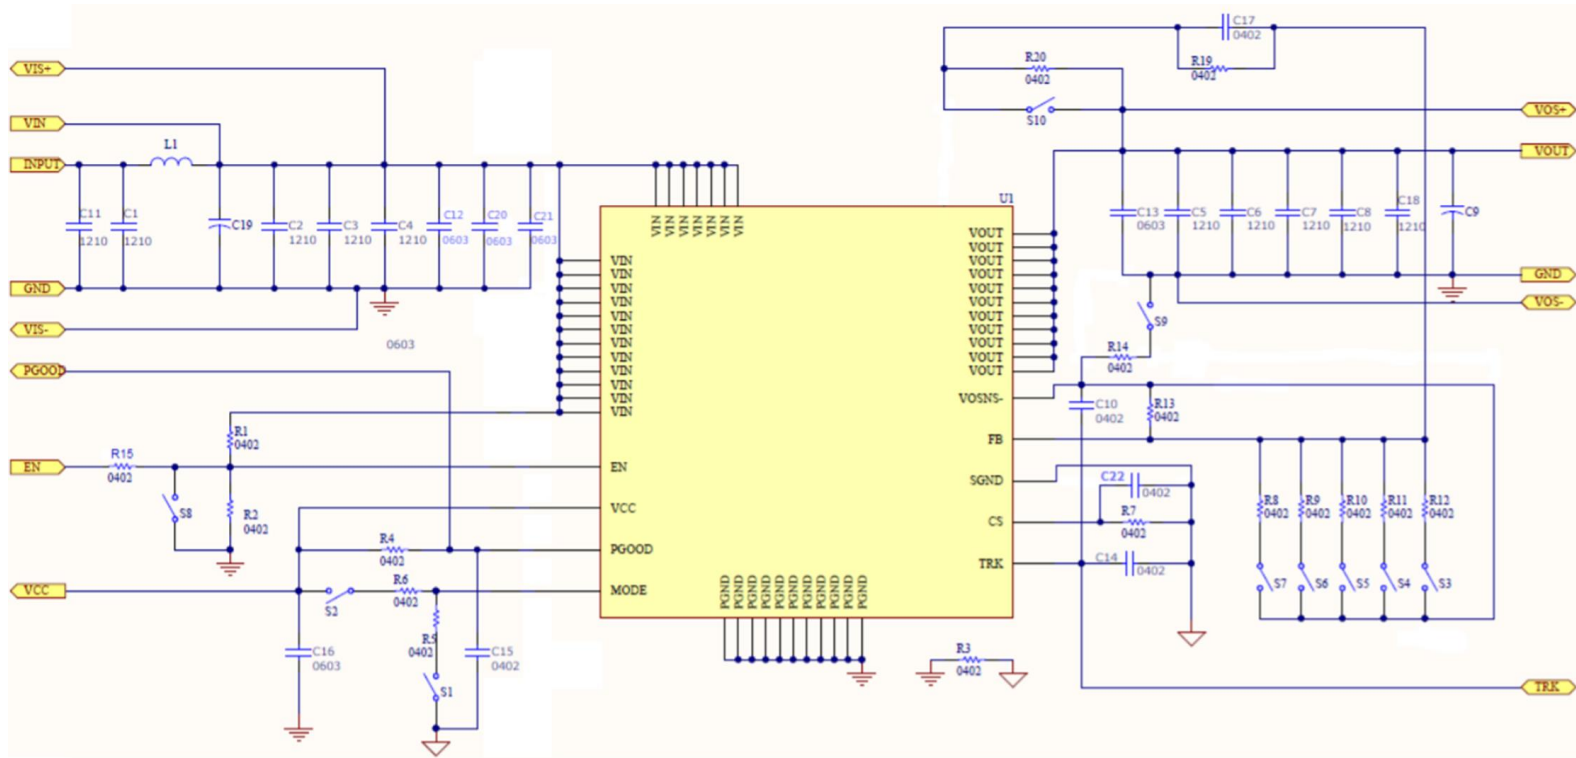 C17
0402
R20
0402
R19
0402
VIS+
S10
VOS+
VIN
L1
INPUT
VOUT
U1
C11
1210
C1
1210
C19
C2
1210
C3
1210
C4
1210
C12
0603
C20
0603
C21
0603
VIN
VIN
VIN
VIN
VIN
VIN
VIN
C13
0603
C5
1210
C6
1210
C7
1210
C8
1210
C18
1210
C9
VOUT
VOUT
VOUT
VOUT
VOUT
VOUT
VOUT
VOUT
VOUT
VOUT
VOUT
VIN
VIN
VIN
VIN
VIN
VIN
VIN
VIN
VIN
VIN
VIN
VIN
GND
GND
VIS-
VOS-
S9
0603
R14
0402
PGOOD
VOSNS-
C10
0402
R13
0402
R1
0402
FB
R15
0402
EN
EN
S8
R2
0402
SGND
C22
0402
R8
0402
R9
0402
R10
0402
R11
0402
R12
0402
VCC
CS
R7
0402
R4
0402
PGOOD
TRK
C14
0402
VCC
S2
R6
0402
MODE
PGND
PGND
PGND
PGND
PGND
PGND
PGND
PGND
PGND
PGND
PGND
S7
S6
S5
S4
S3
C16
0603
R5
0402
C15
0402
S1
R3
0402
TRK